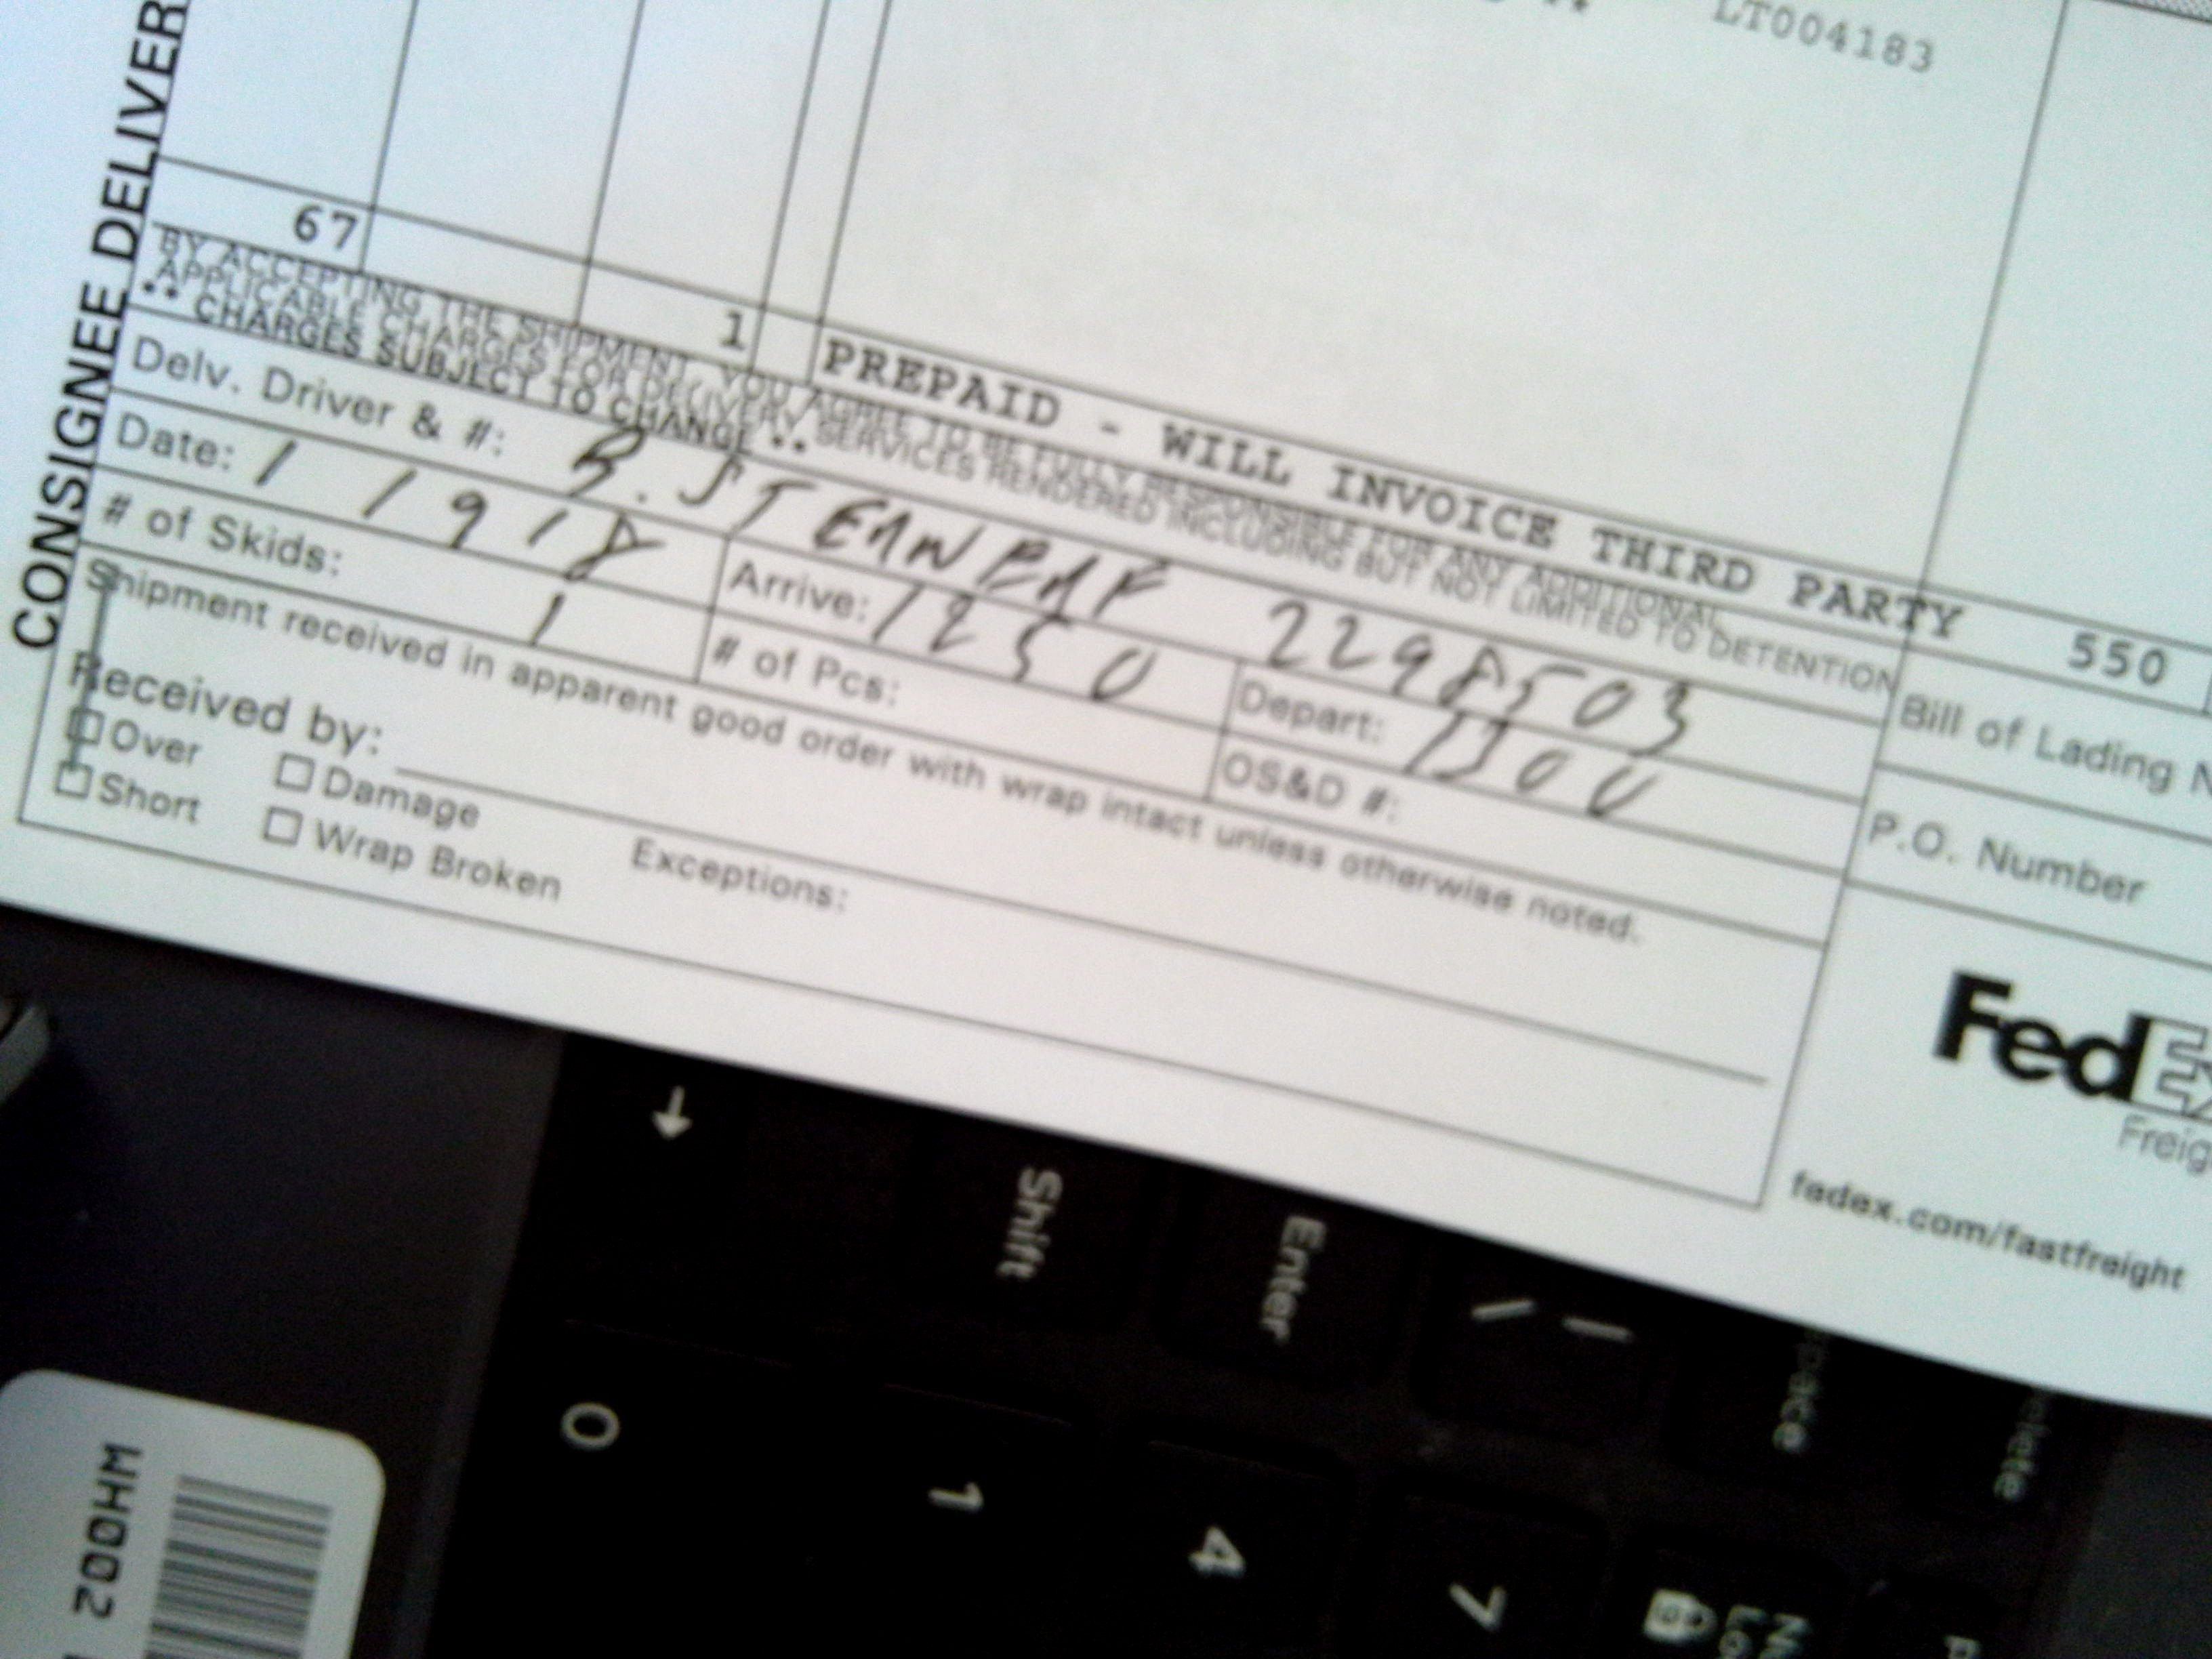 LT004183
CONSIGNEE DELIVER
67
1
PREPAID - WILL INVOICE THIRD PARTY 550
BY ACCEPTING THE SHIPMENT, YOU AGREE TO BE FULLY RESPONSIBLE FOR ANY ADDITIONAL
APPLICABLE CHARGES FOR DELIVERY SERVICES RENDERED INCLUDING BUT NOT LIMITED TO DETENTION
** CHARGES SUBJECT TO CHANGE **
Delv. Driver & #: 2298503
Date: 1 19 18 Arrive: 1250 Depart: 1300
# of Skids: 1 # of Pcs: OS&D #:
Shipment received in apparent good order with wrap intact unless otherwise noted.
Received by:
Over Damage Exceptions:
Short Wrap Broken
Bill of Lading N
P.O. Number
FedEx
Freig
fedex.com/fastfreight
Shift
Enter
0
1
4
7
WH002